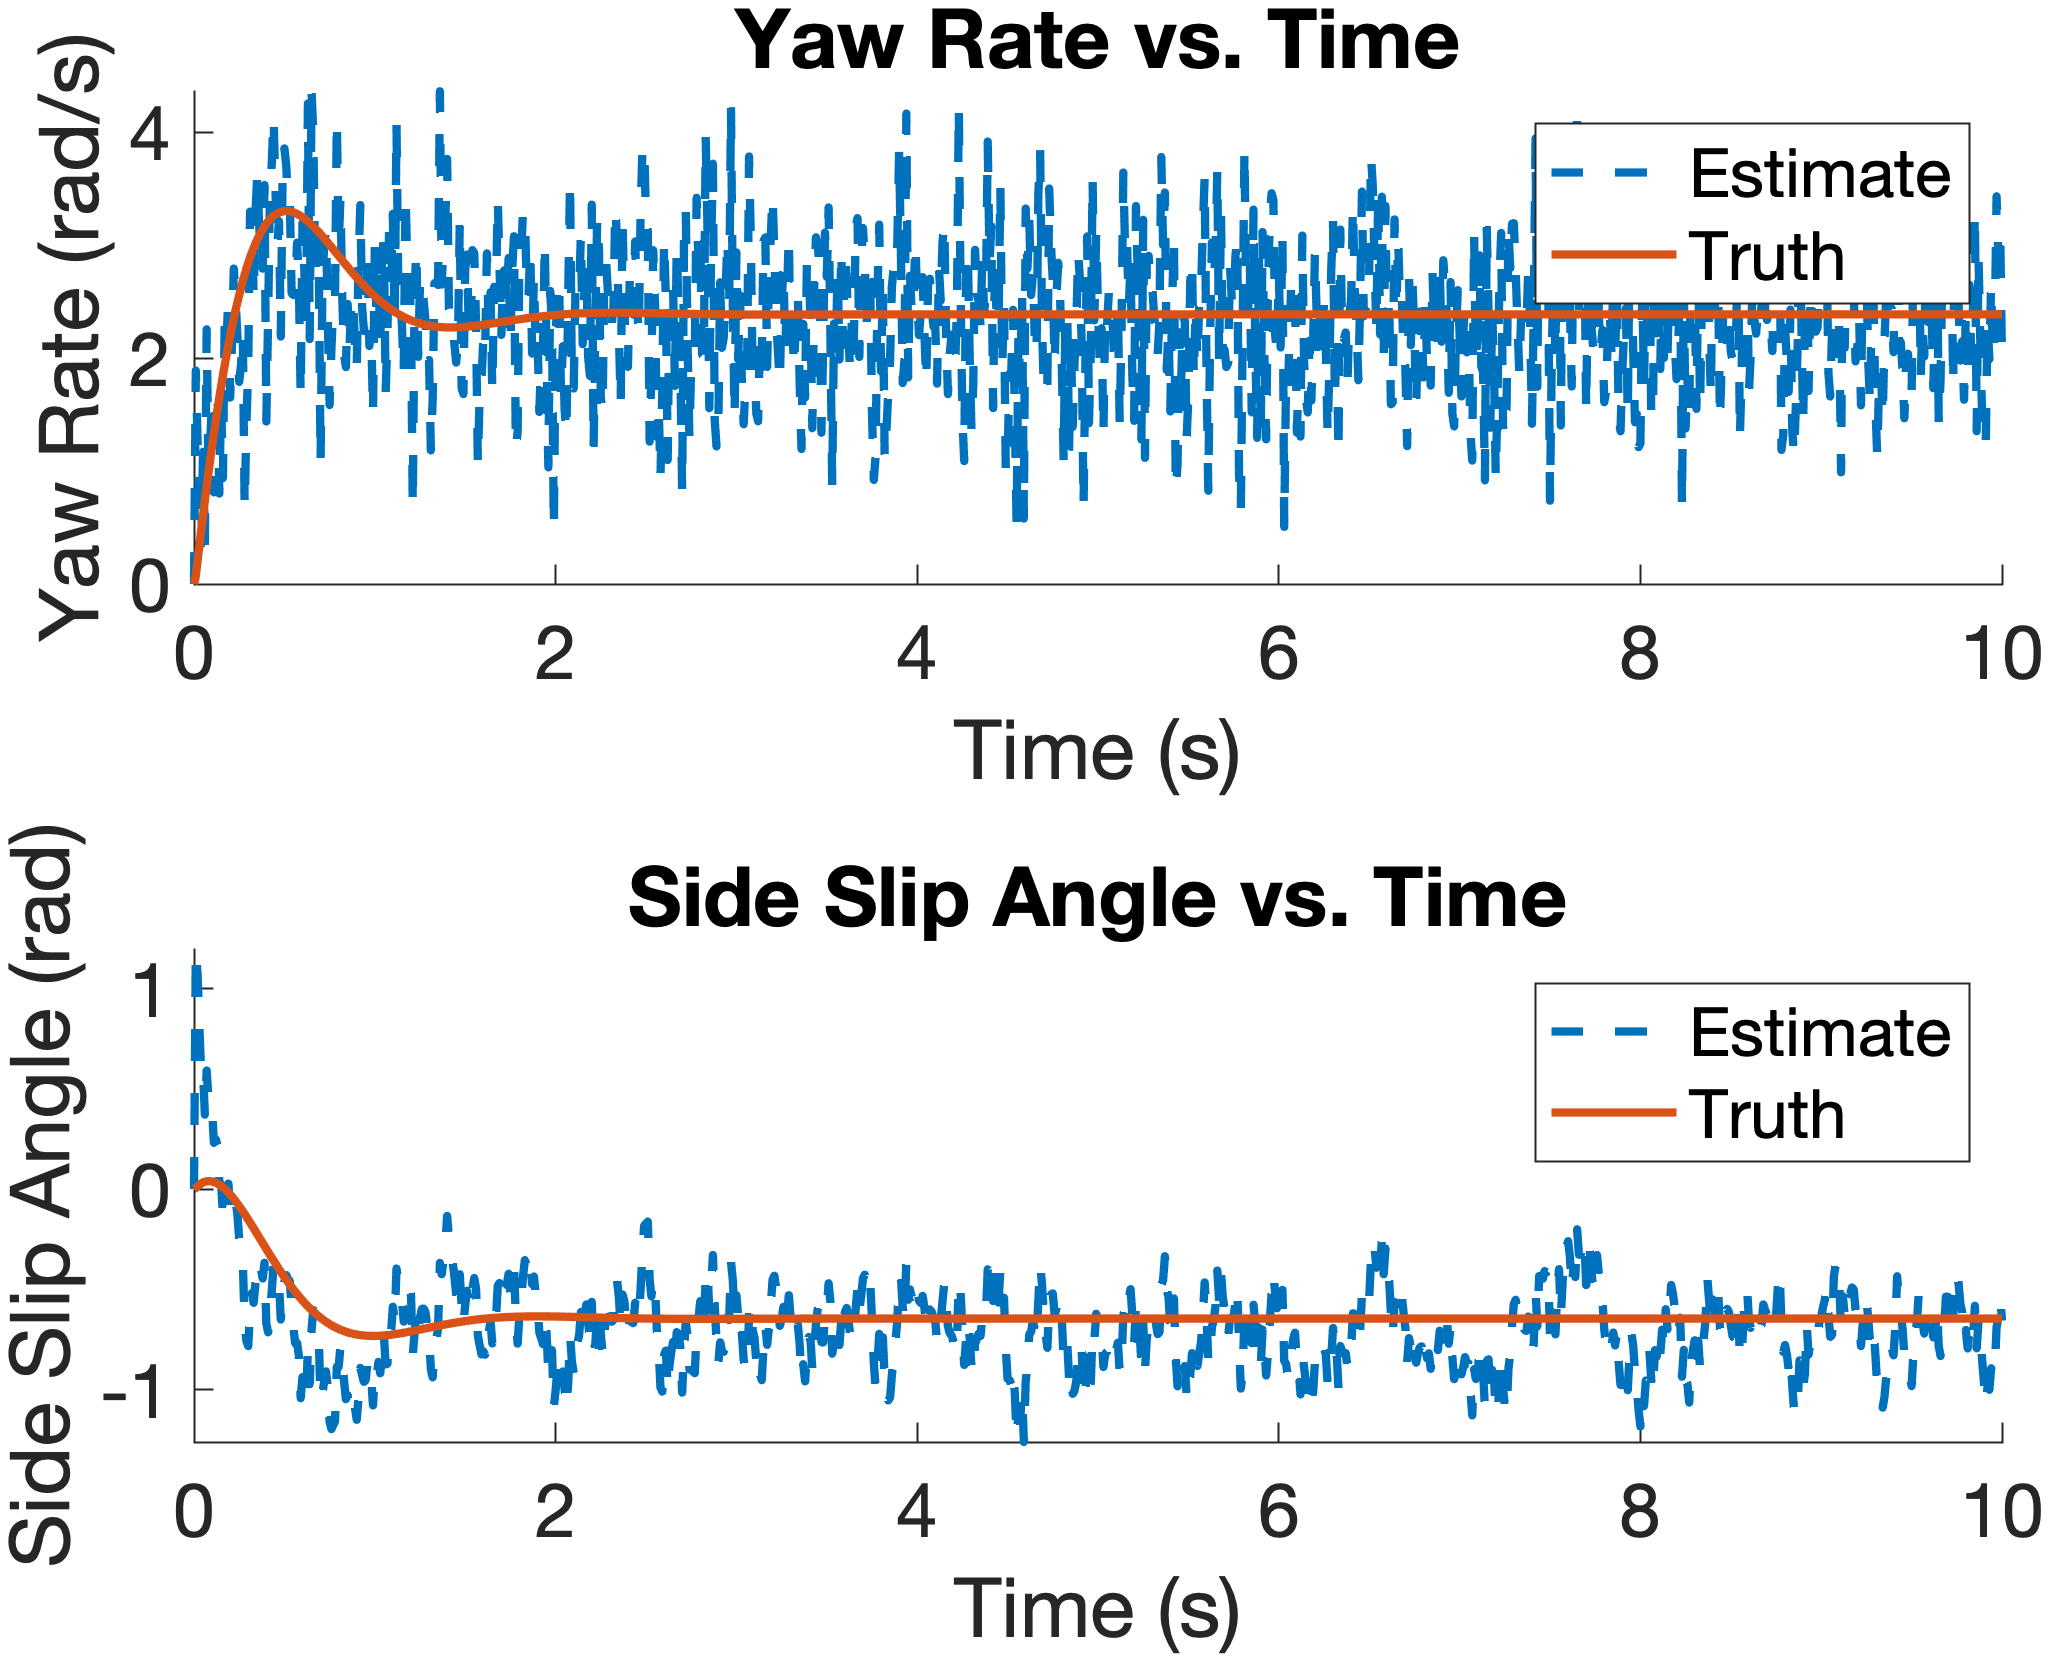 Yaw Rate vs. Time
Yaw Rate (rad/s)
4
2
0
Estimate
Truth
0 2 4 6 8 10
Time (s)
Side Slip Angle vs. Time
Side Slip Angle (rad)
1
0
-1
Estimate
Truth
0 2 4 6 8 10
Time (s)